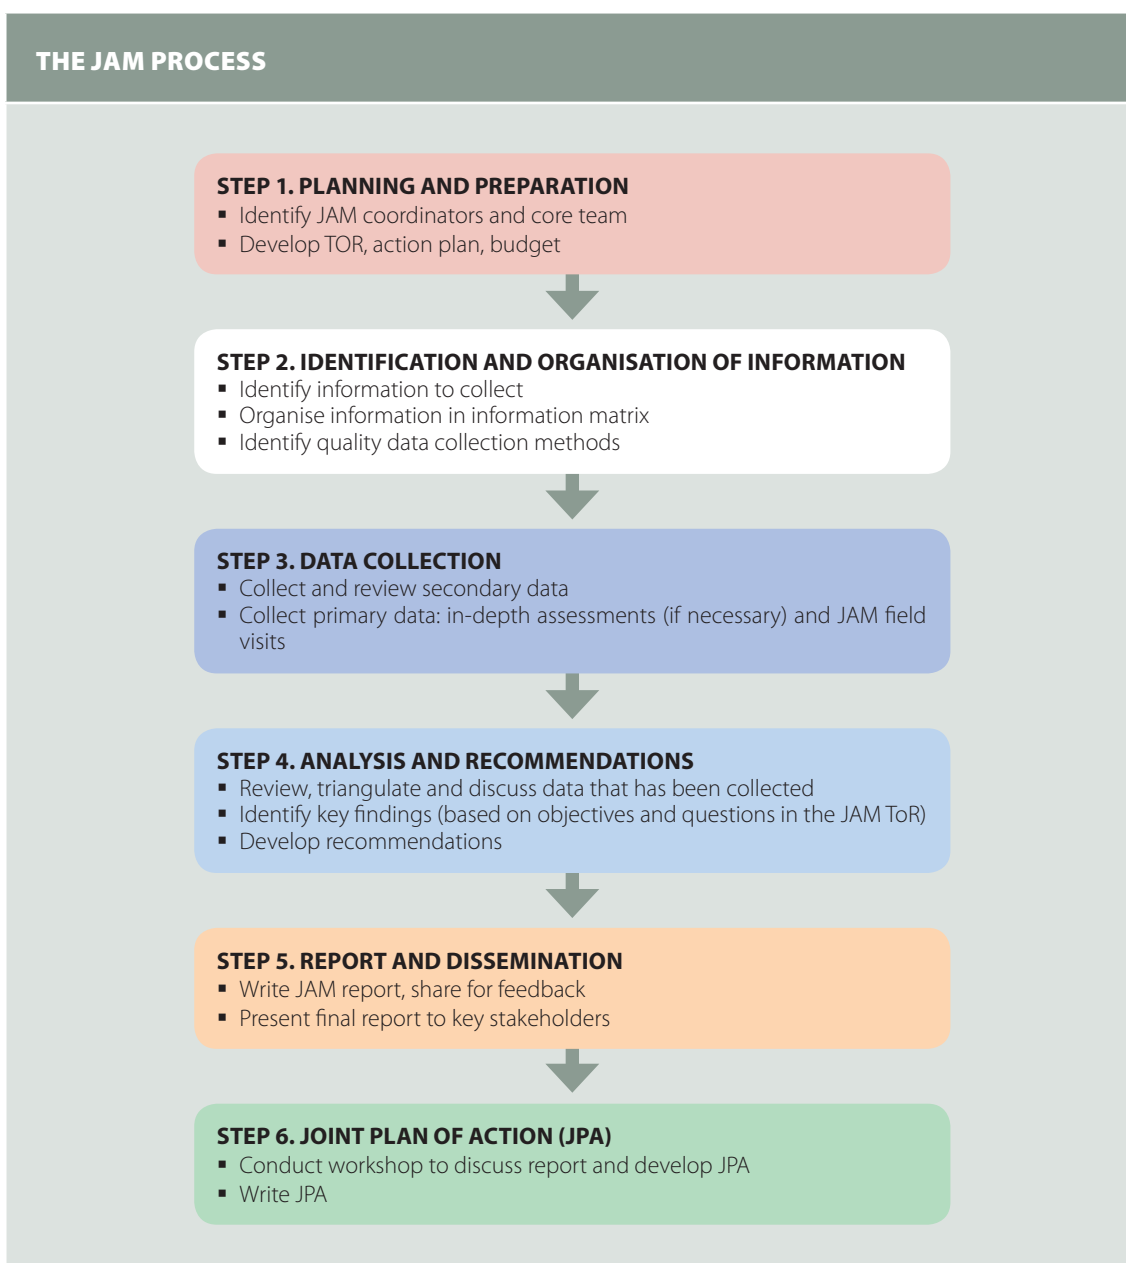 THE JAM PROCESS
STEP 1. PLANNING AND PREPARATION
▪ Identify JAM coordinators and core team
▪ Develop TOR, action plan, budget
STEP 2. IDENTIFICATION AND ORGANISATION OF INFORMATION
▪ Identify information to collect
▪ Organise information in information matrix
▪ Identify quality data collection methods
STEP 3. DATA COLLECTION
▪ Collect and review secondary data
▪ Collect primary data: in-depth assessments (if necessary) and JAM field
visits
STEP 4. ANALYSIS AND RECOMMENDATIONS
▪ Review, triangulate and discuss data that has been collected
▪ Identify key findings (based on objectives and questions in the JAM ToR)
▪ Develop recommendations
STEP 5. REPORT AND DISSEMINATION
▪ Write JAM report, share for feedback
▪ Present final report to key stakeholders
STEP 6. JOINT PLAN OF ACTION (JPA)
▪ Conduct workshop to discuss report and develop JPA
▪ Write JPA